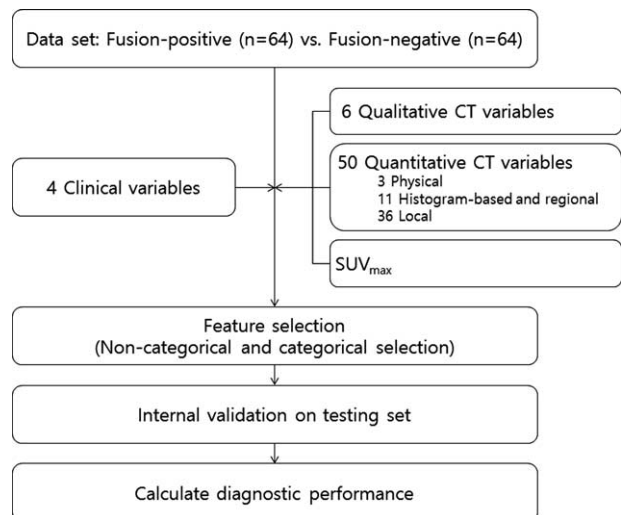 Data set: Fusion-positive (n=64) vs. Fusion-negative (n=64)
6 Qualitative CT variables
4 Clinical variables
50 Quantitative CT variables
3 Physical
11 Histogram-based and regional
36 Local
SUVmax
Feature selection
(Non-categorical and categorical selection)
Internal validation on testing set
Calculate diagnostic performance